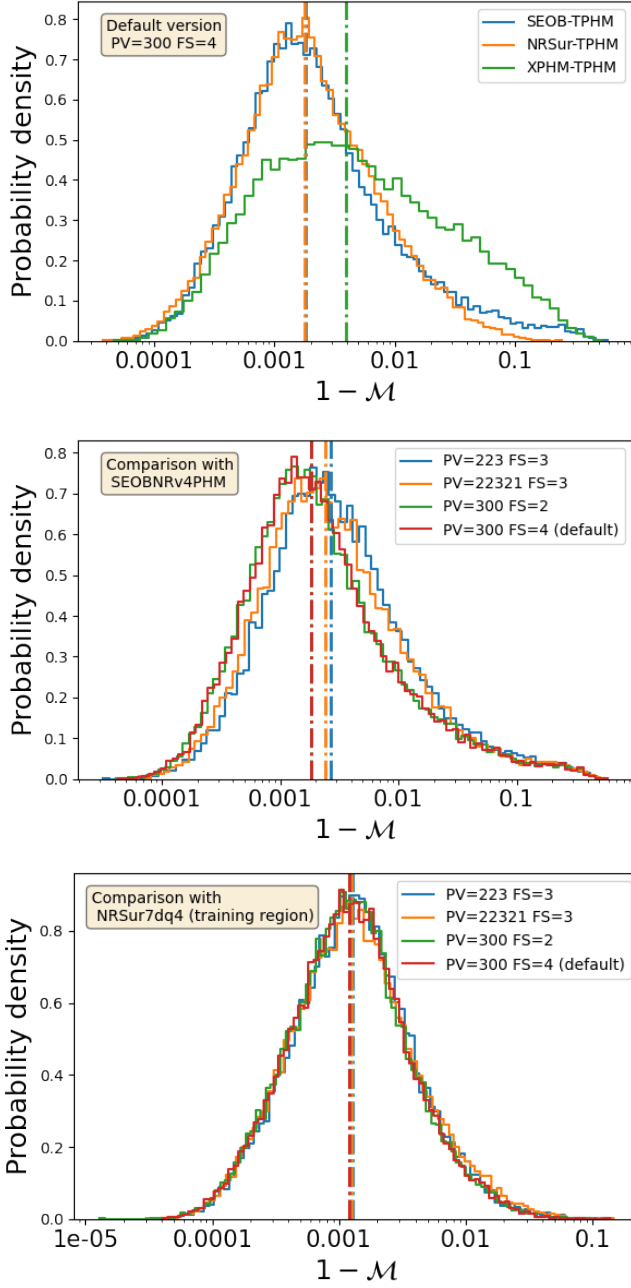 Default version
PV=300 FS=4
SEOB-TPHM
NRSur-TPHM
XPHM-TPHM
Probability density
0.8
0.7
0.6
0.5
0.4
0.3
0.2
0.1
0.0
0.0001
0.001
0.01
0.1
1 − ℳ
Comparison with
SEOBNRv4PHM
PV=223 FS=3
PV=22321 FS=3
PV=300 FS=2
PV=300 FS=4 (default)
Probability density
0.8
0.7
0.6
0.5
0.4
0.3
0.2
0.1
0.0
0.0001
0.001
0.01
0.1
1 − ℳ
Comparison with
NRSur7dq4 (training region)
PV=223 FS=3
PV=22321 FS=3
PV=300 FS=2
PV=300 FS=4 (default)
Probability density
0.8
0.6
0.4
0.2
0.0
1e-05
0.0001
0.001
0.01
0.1
1 − ℳ